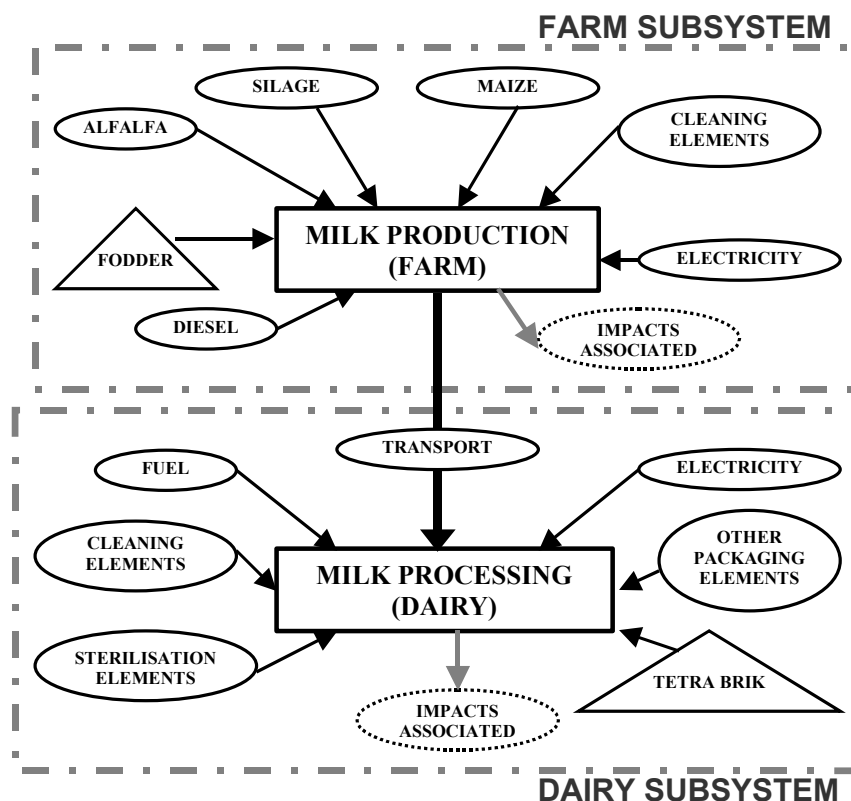 FARM SUBSYSTEM
SILAGE
MAIZE
ALFALFA
CLEANING
ELEMENTS
MILK PRODUCTION
(FARM)
FODDER
ELECTRICITY
DIESEL
IMPACTS
ASSOCIATED
TRANSPORT
FUEL
ELECTRICITY
CLEANING
ELEMENTS
OTHER
PACKAGING
ELEMENTS
MILK PROCESSING
(DAIRY)
STERILISATION
ELEMENTS
TETRA BRIK
IMPACTS
ASSOCIATED
DAIRY SUBSYSTEM